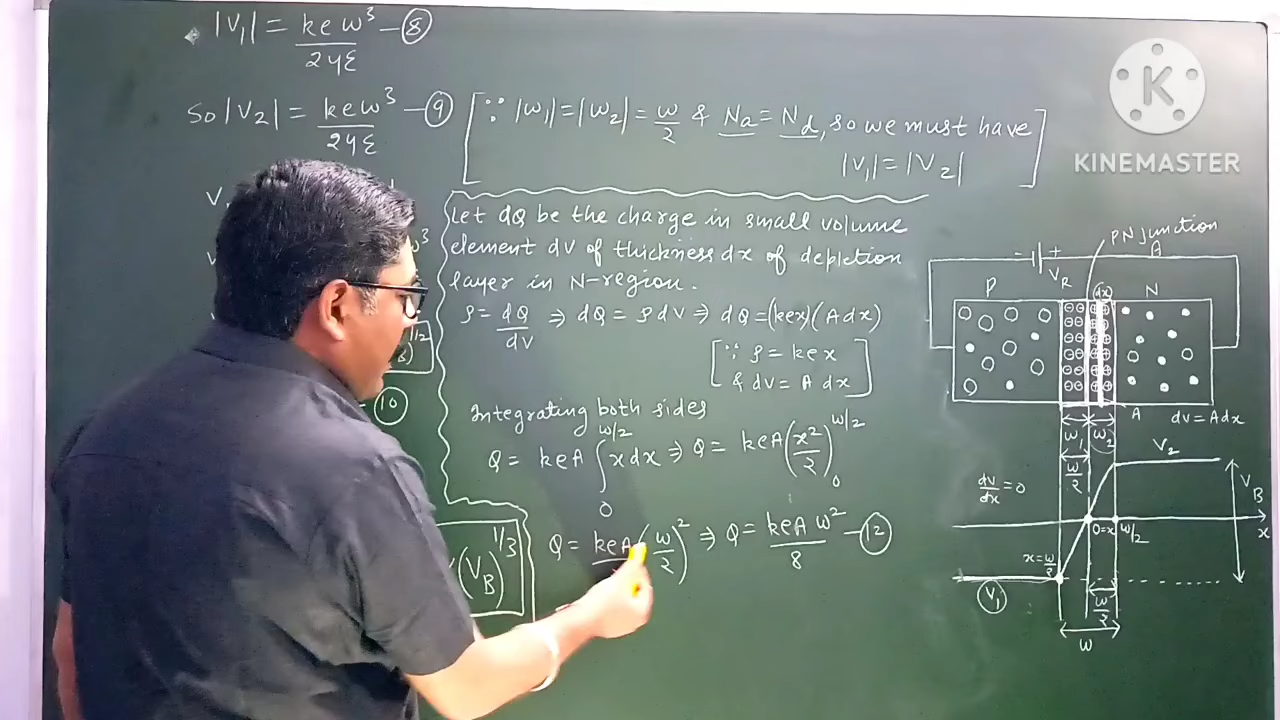 |V₁| = kew³/24ε —⑧
So |V₂| = kew³/24ε —⑨
[∵ |w₁| = |w₂| = w/2 & Na = Nd, so we must have
|V₁| = |V₂|]
Let dQ be the charge in small volume
element dv of thickness dx of depletion
layer in N-region.
ρ = dQ/dv ⇒ dQ = ρdv ⇒ dQ = (kex)(Adx)
[∵ ρ = kex
& dv = A dx]
Integrating both sides
Q = keA ∫₀^{w/2} x dx ⇒ Q = keA (x²/2)₀^{w/2}
Q = keA (w/2)² ⇒ Q = keA w²/8 —⑫
⑩
(V_B)^{1/3}
KINEMASTER
PN junction
A
- +
V_R
P
dx
N
A
dv = Adx
w₁ w₂
w/2
V₂
dv/dx = 0
V_B
0=x
w/2
x
x=w/2
V₁
w/2
w